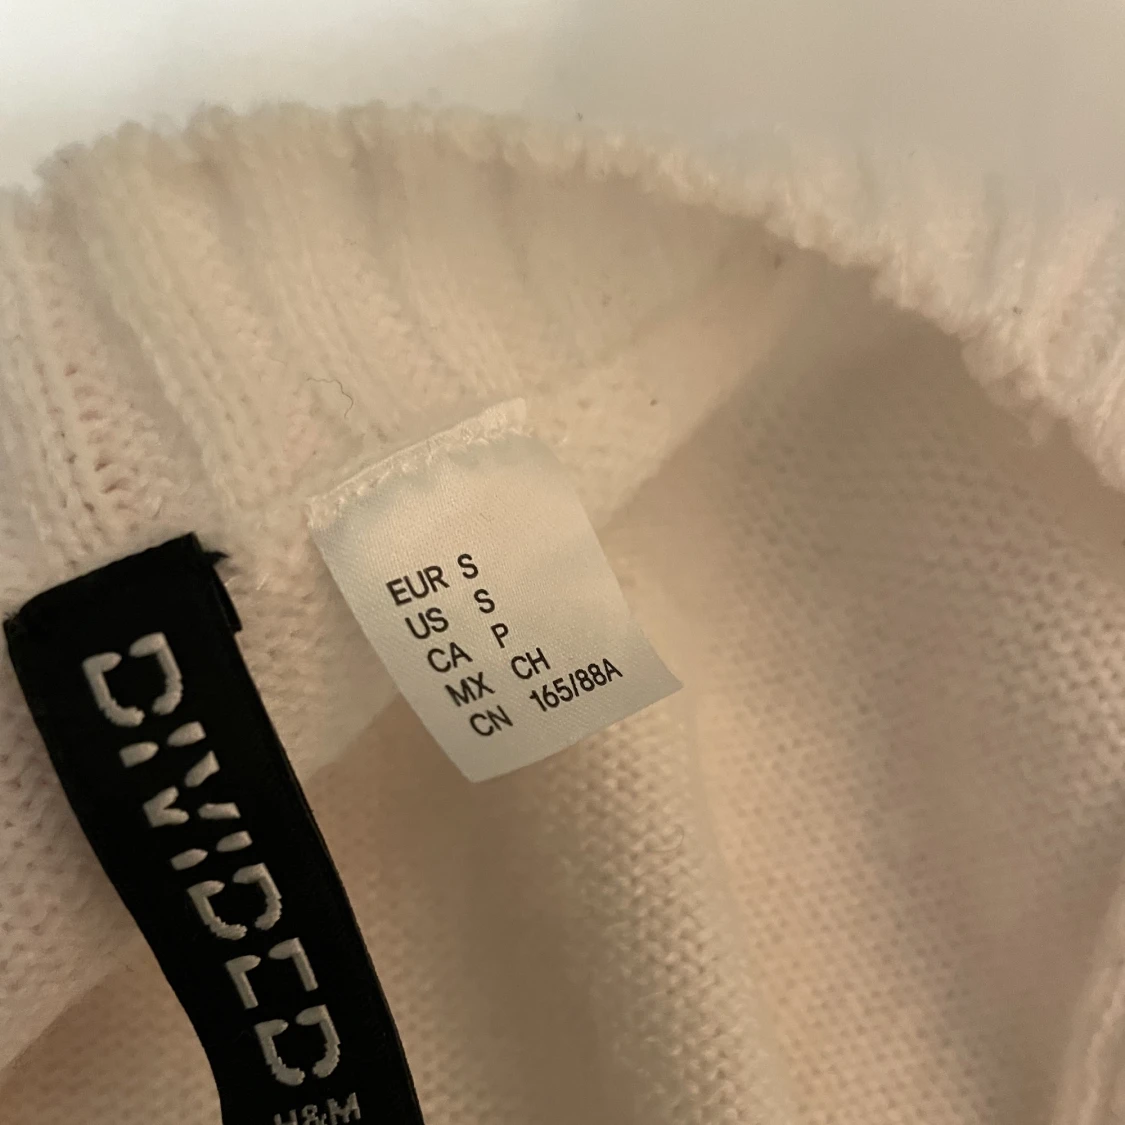 DIVIDED
H&M
EUR S
US S
CA P
MX CH
CN 165/88A